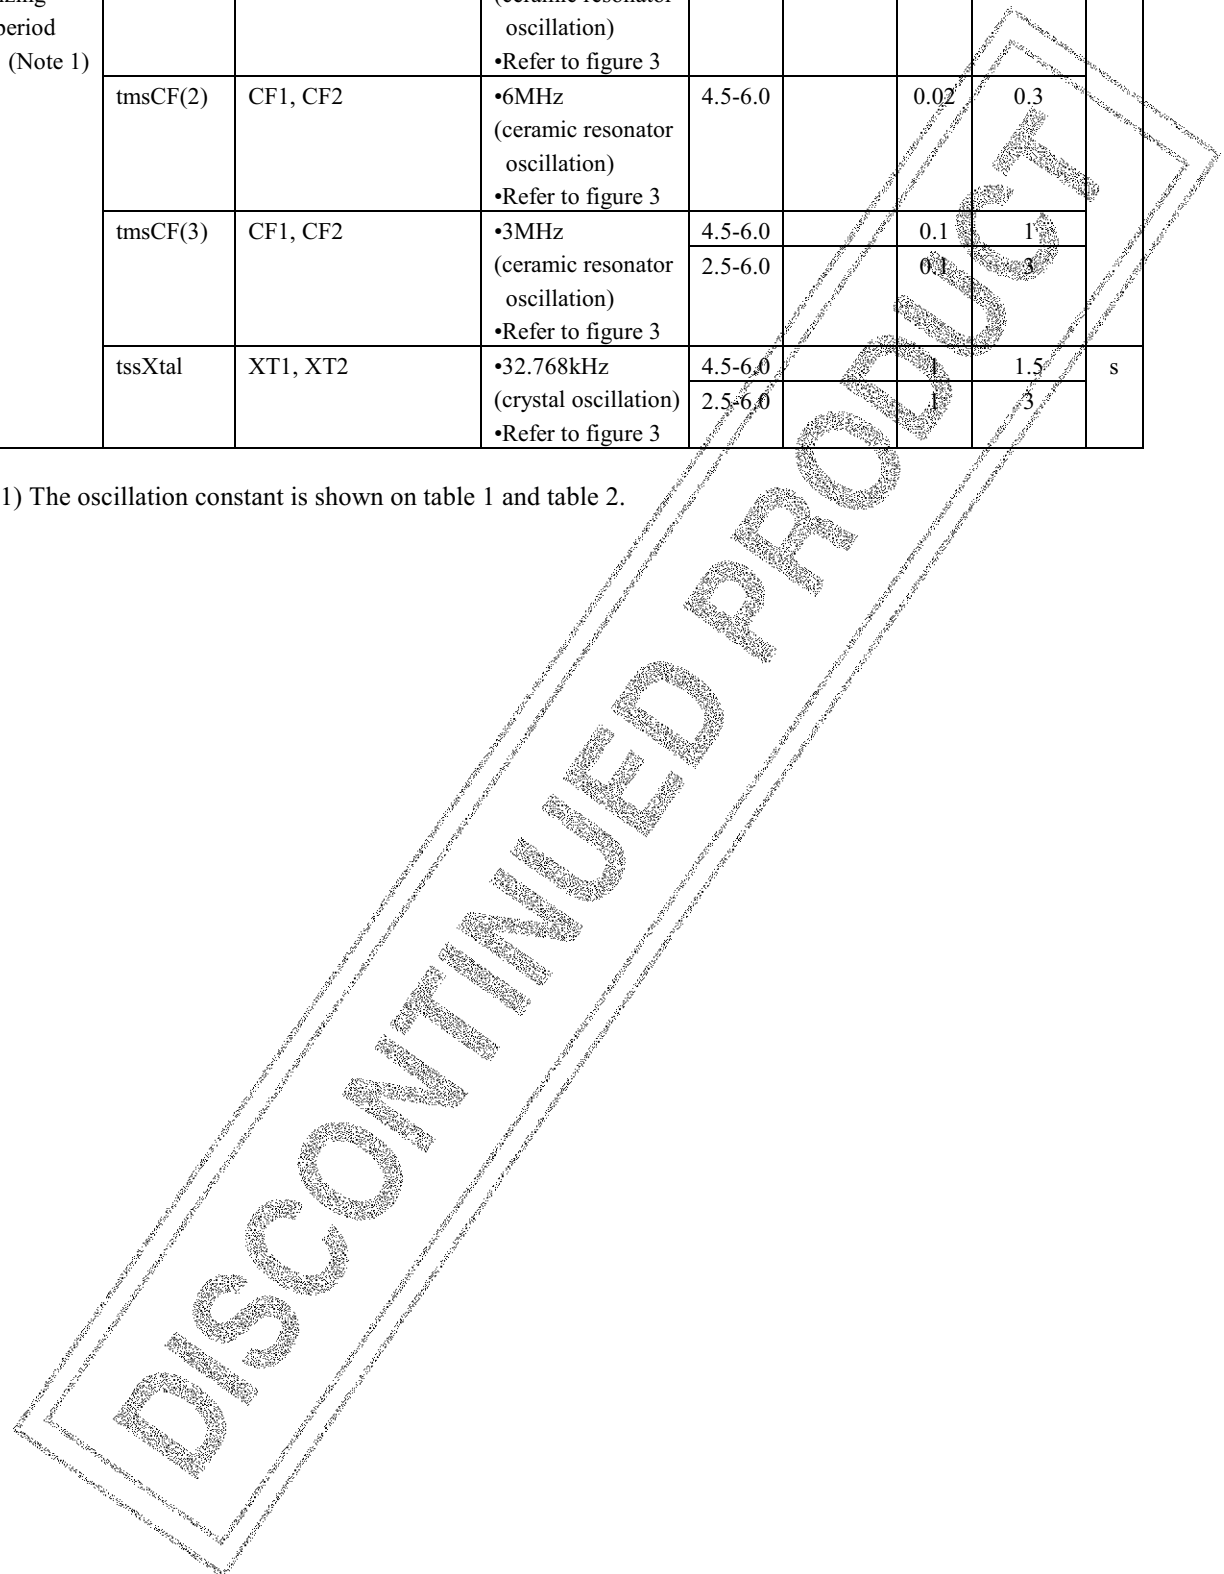 (Note 1)
oscillation)
•Refer to figure 3
tmsCF(2) CF1, CF2 •6MHz 4.5-6.0 0.02 0.3
(ceramic resonator
oscillation)
•Refer to figure 3
tmsCF(3) CF1, CF2 •3MHz 4.5-6.0 0.1 1
(ceramic resonator 2.5-6.0 0.1 3
oscillation)
•Refer to figure 3
tssXtal XT1, XT2 •32.768kHz 4.5-6.0 1 1.5 s
(crystal oscillation) 2.5-6.0 1 3
•Refer to figure 3
1) The oscillation constant is shown on table 1 and table 2.
DISCONTINUED PRODUCT